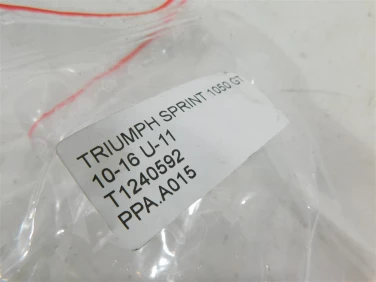 TRIUMPH SPRINT 1050 GT
10-16 U-11
T1240592
PPA.A015